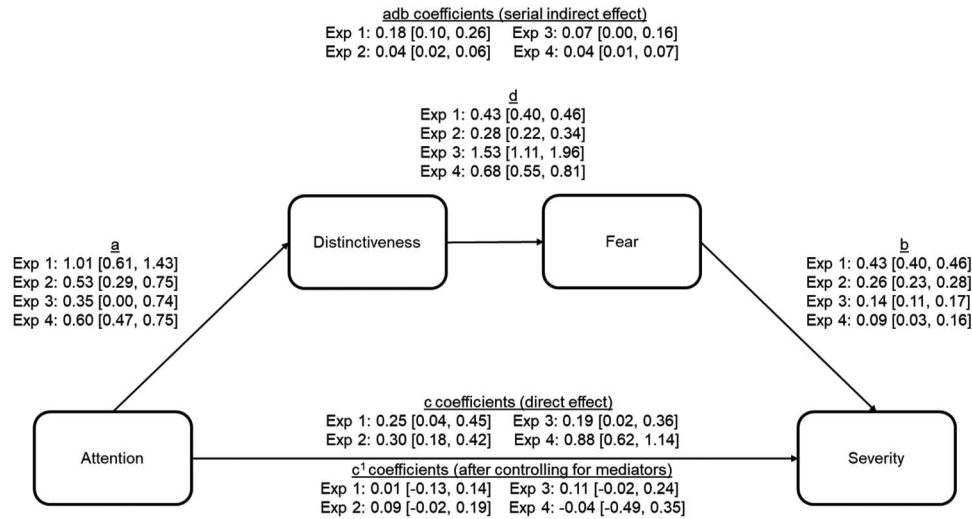 adb coefficients (serial indirect effect)
Exp 1: 0.18 [0.10, 0.26] Exp 3: 0.07 [0.00, 0.16]
Exp 2: 0.04 [0.02, 0.06] Exp 4: 0.04 [0.01, 0.07]
d
Exp 1: 0.43 [0.40, 0.46]
Exp 2: 0.28 [0.22, 0.34]
Exp 3: 1.53 [1.11, 1.96]
Exp 4: 0.68 [0.55, 0.81]
Distinctiveness
Fear
a
Exp 1: 1.01 [0.61, 1.43]
Exp 2: 0.53 [0.29, 0.75]
Exp 3: 0.35 [0.00, 0.74]
Exp 4: 0.60 [0.47, 0.75]
b
Exp 1: 0.43 [0.40, 0.46]
Exp 2: 0.26 [0.23, 0.28]
Exp 3: 0.14 [0.11, 0.17]
Exp 4: 0.09 [0.03, 0.16]
c coefficients (direct effect)
Exp 1: 0.25 [0.04, 0.45] Exp 3: 0.19 [0.02, 0.36]
Exp 2: 0.30 [0.18, 0.42] Exp 4: 0.88 [0.62, 1.14]
Attention
Severity
c¹ coefficients (after controlling for mediators)
Exp 1: 0.01 [-0.13, 0.14] Exp 3: 0.11 [-0.02, 0.24]
Exp 2: 0.09 [-0.02, 0.19] Exp 4: -0.04 [-0.49, 0.35]